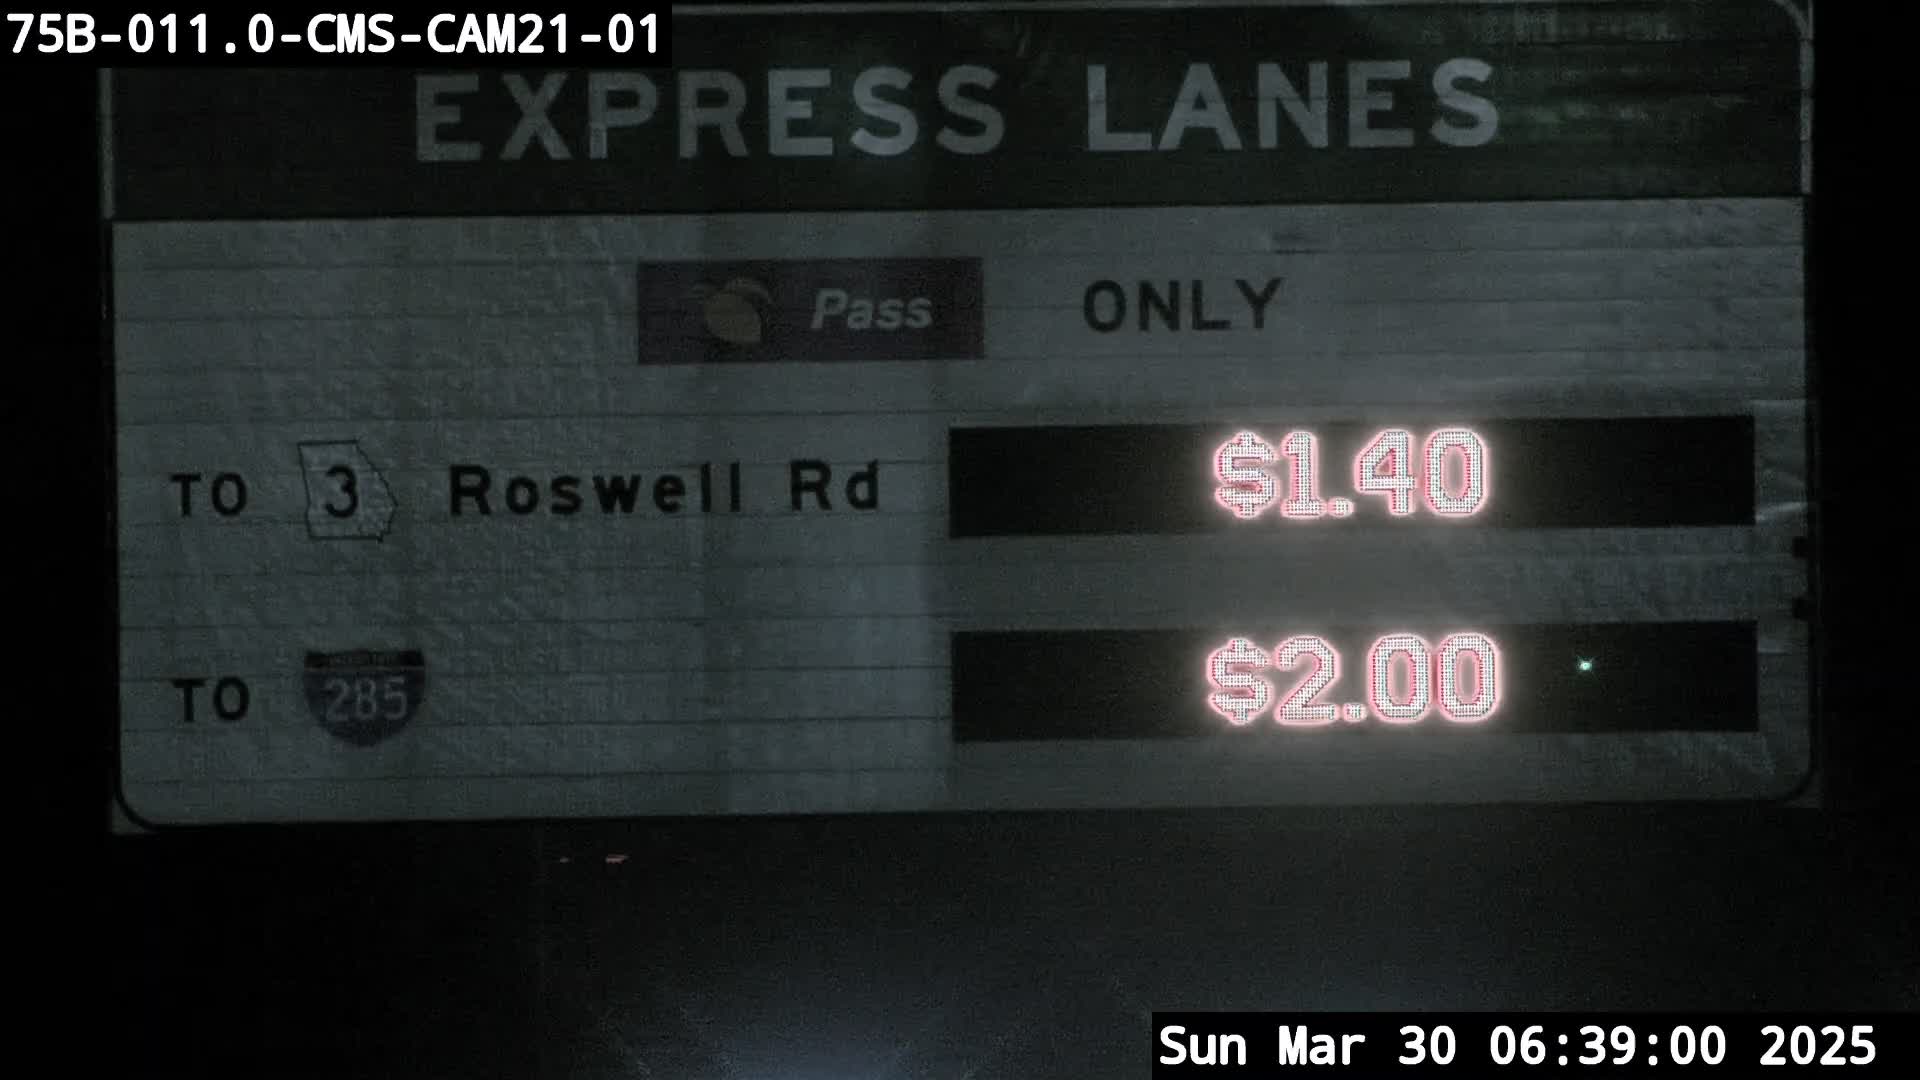 75B-011.0-CMS-CAM21-01
EXPRESS LANES
Pass ONLY
TO 3 Roswell Rd $1.40
TO 285 $2.00
Sun Mar 30 06:39:00 2025